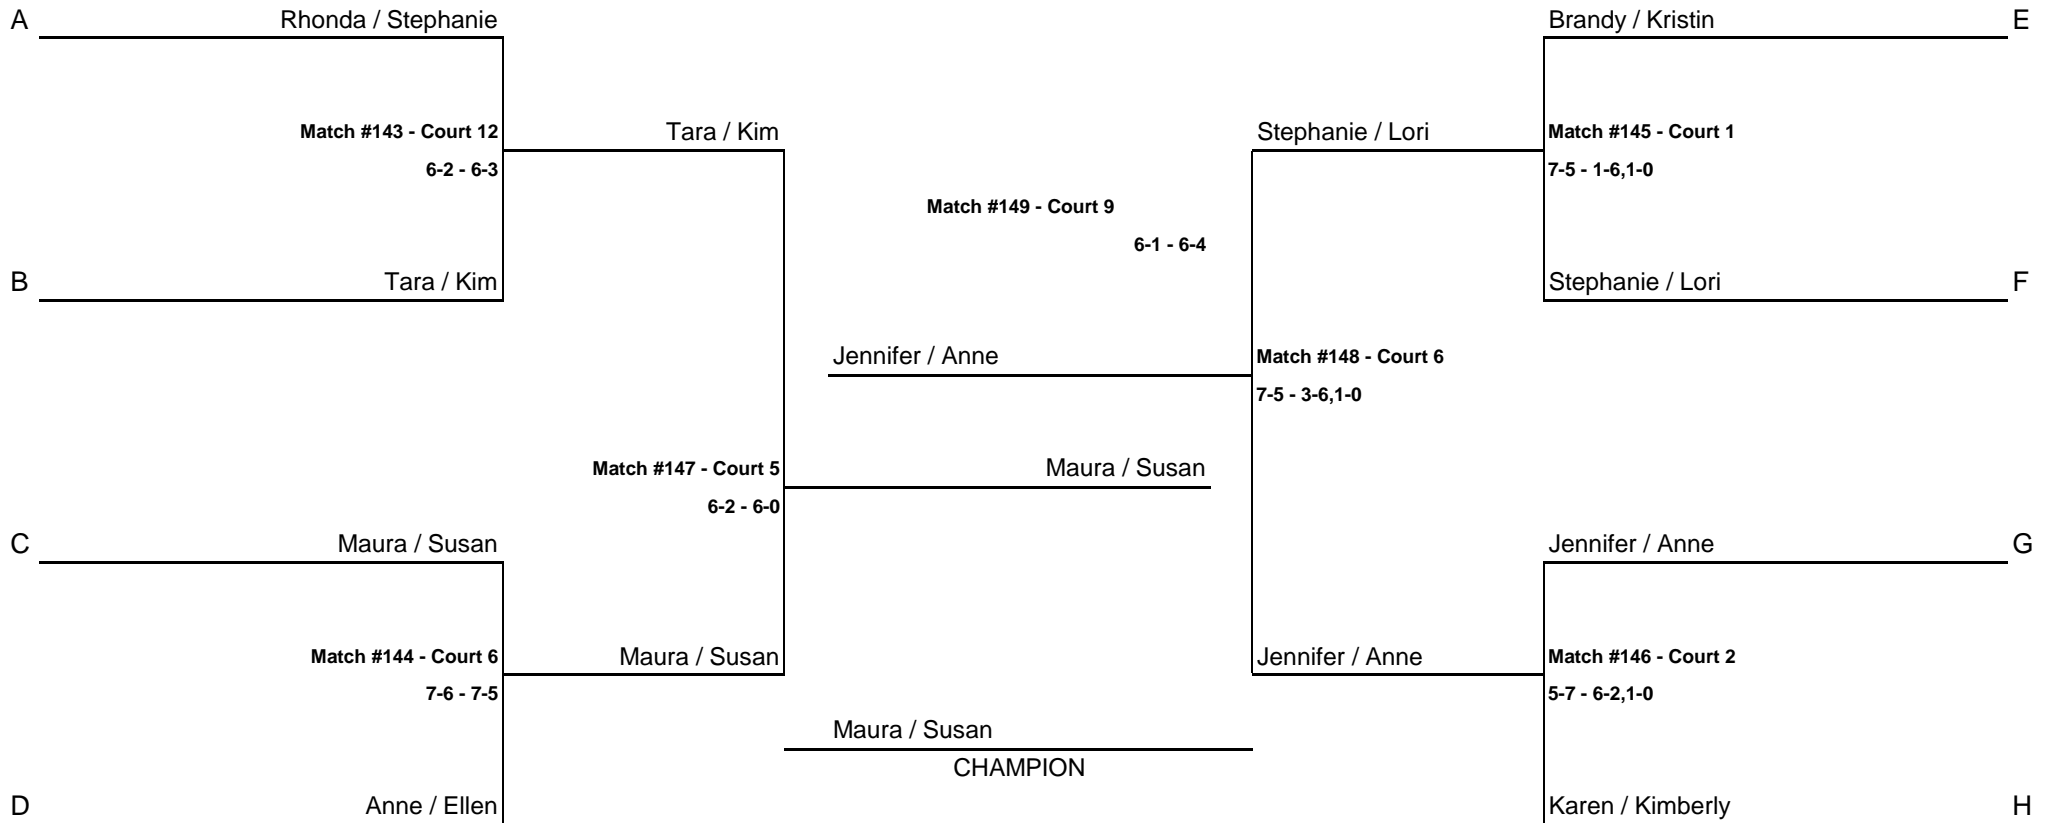 A Rhonda / Stephanie Brandy / Kristin E
Match #143 - Court 12 Tara / Kim Stephanie / Lori Match #145 - Court 1
6-2 - 6-3 7-5 - 1-6,1-0
Match #149 - Court 9
6-1 - 6-4
B Tara / Kim Stephanie / Lori F
Jennifer / Anne Match #148 - Court 6
7-5 - 3-6,1-0
Match #147 - Court 5 Maura / Susan
6-2 - 6-0
C Maura / Susan Jennifer / Anne G
Match #144 - Court 6 Maura / Susan Jennifer / Anne Match #146 - Court 2
7-6 - 7-5 5-7 - 6-2,1-0
Maura / Susan
CHAMPION
D Anne / Ellen Karen / Kimberly H